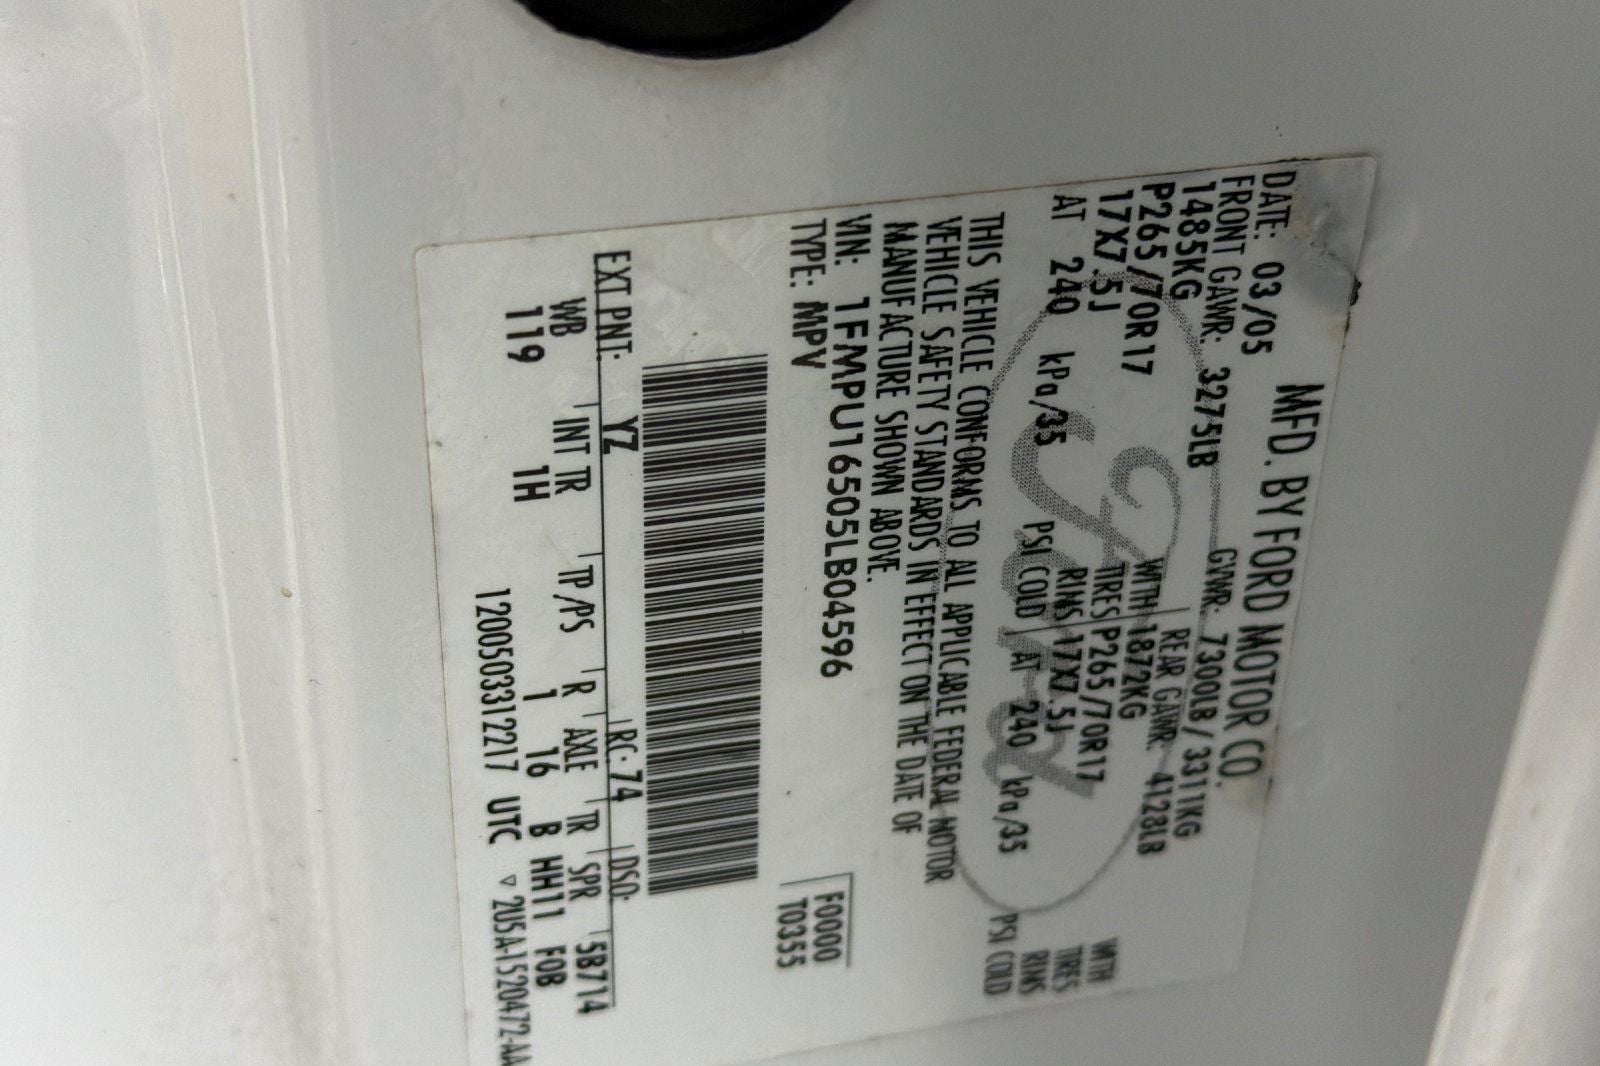 MFD. BY FORD MOTOR CO.
DATE: 03/05 GVWR: 7300LB / 3311KG
FRONT GAWR: 3275LB REAR GAWR: 4128LB
1485KG WITH 1872KG WITH
P265/70R17 TIRES P265/70R17 TIRES
17X7.5J RIMS 17X7.5J RIMS
AT 240 kPa/35 PSI COLD AT 240 kPa/35 PSI COLD
Ford
THIS VEHICLE CONFORMS TO ALL APPLICABLE FEDERAL MOTOR
VEHICLE SAFETY STANDARDS IN EFFECT ON THE DATE OF
MANUFACTURE SHOWN ABOVE.
VIN: 1FMPU16505LB04596 F0000
TYPE: MPV T0355
EXT PNT: YZ RC: 74 DSO:
WB INT TR TP/PS R AXLE TR SPR 5B714
119 1H 1 16 B HH11 FOB
1200503312217 UTC ▽ 2U5A-1520472-AA